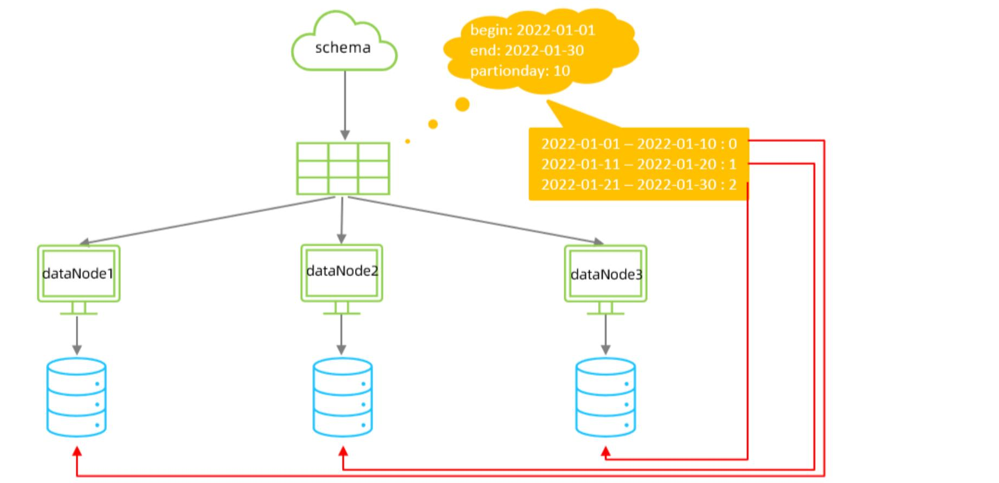 schema
begin: 2022-01-01
end: 2022-01-30
partionday: 10
2022-01-01 – 2022-01-10 : 0
2022-01-11 – 2022-01-20 : 1
2022-01-21 – 2022-01-30 : 2
dataNode1
dataNode2
dataNode3